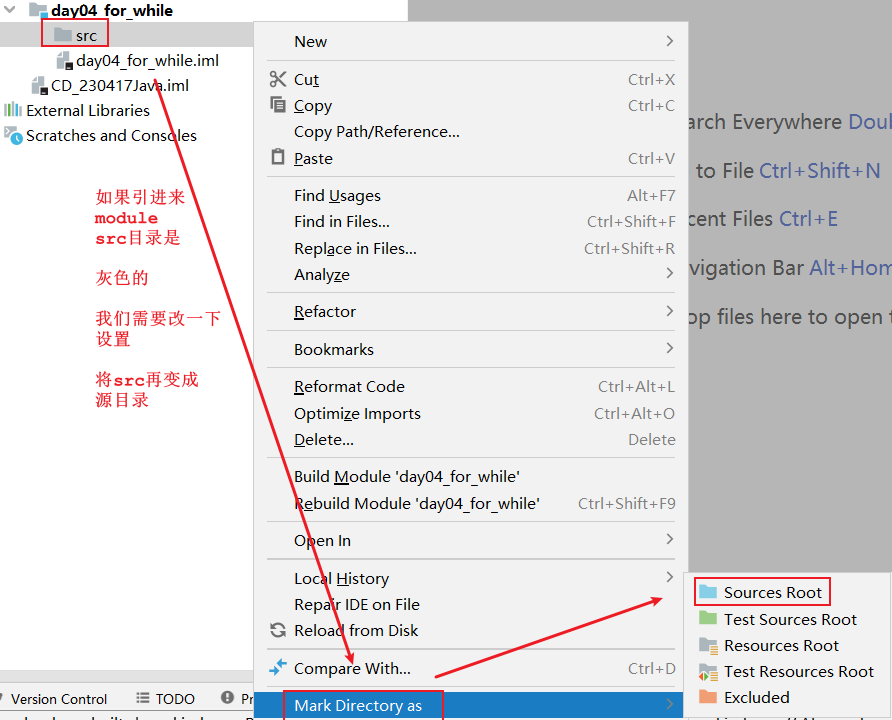 day04_for_while
src
day04_for_while.iml
CD_230417Java.iml
External Libraries
Scratches and Consoles
如果引进来
module
src目录是
灰色的
我们需要改一下
设置
将src再变成
源目录
New
Cut Ctrl+X
Copy Ctrl+C
Copy Path/Reference...
Paste Ctrl+V
Find Usages Alt+F7
Find in Files... Ctrl+Shift+F
Replace in Files... Ctrl+Shift+R
Analyze
Refactor
Bookmarks
Reformat Code Ctrl+Alt+L
Optimize Imports Ctrl+Alt+O
Delete... Delete
Build Module 'day04_for_while'
Rebuild Module 'day04_for_while' Ctrl+Shift+F9
Open In
Local History
Repair IDE on File
Reload from Disk
Compare With... Ctrl+D
Mark Directory as
Sources Root
Test Sources Root
Resources Root
Test Resources Root
Excluded
arch Everywhere Doub
to File Ctrl+Shift+N
cent Files Ctrl+E
vigation Bar Alt+Hom
op files here to open t
Version Control
TODO
Pr